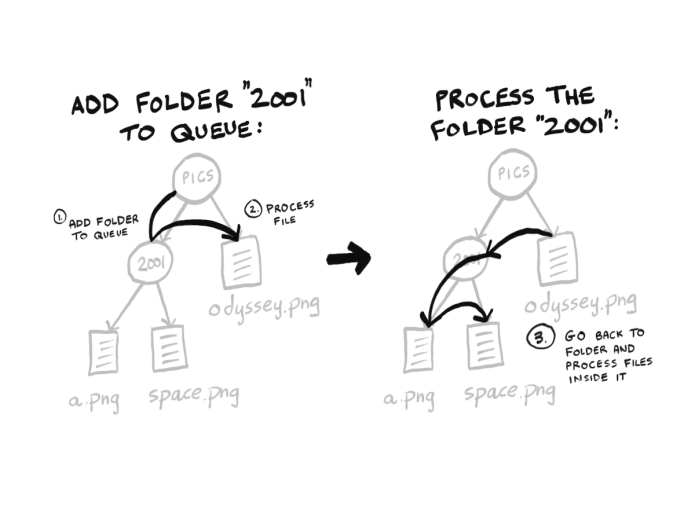 ADD FOLDER "2001"
TO QUEUE:
PICS
1. ADD FOLDER
TO QUEUE
2. PROCESS
FILE
2001
odyssey.png
a.png
space.png
PROCESS THE
FOLDER "2001":
PICS
2001
odyssey.png
3. GO BACK TO
FOLDER AND
PROCESS FILES
INSIDE IT
a.png
space.png